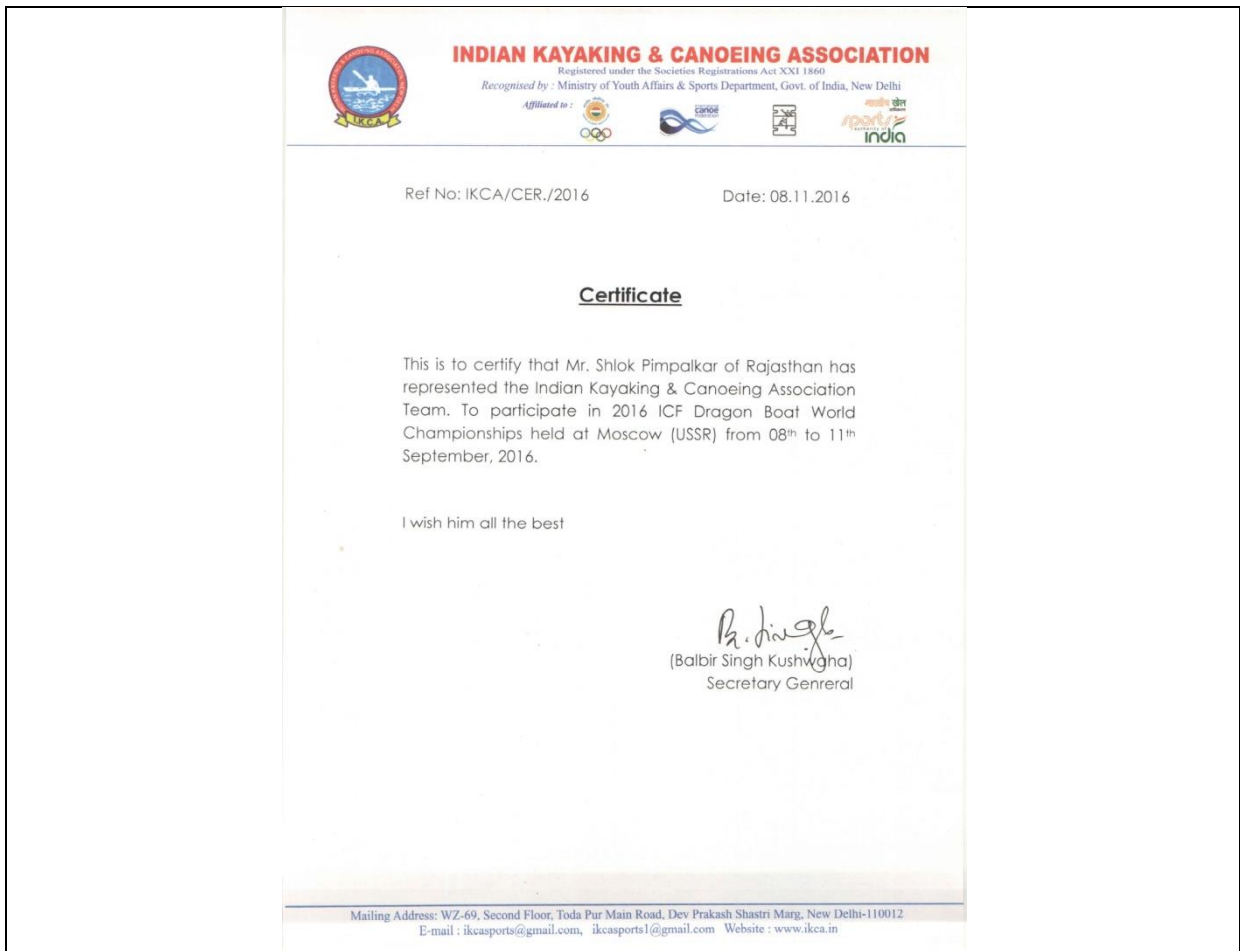 INDIAN KAYAKING & CANOEING ASSOCIATION
Registered under the Societies Registrations Act XXI 1860
Recognised by : Ministry of Youth Affairs & Sports Department, Govt. of India, New Delhi
Affiliated to :
canoe
भारतीय खेल
sports
authority of
india
I.K.C.A.
Ref No: IKCA/CER./2016 Date: 08.11.2016
Certificate
This is to certify that Mr. Shlok Pimpalkar of Rajasthan has
represented the Indian Kayaking & Canoeing Association
Team. To participate in 2016 ICF Dragon Boat World
Championships held at Moscow (USSR) from 08th to 11th
September, 2016.
I wish him all the best
B. Singh
(Balbir Singh Kushwaha)
Secretary Genreral
Mailing Address: WZ-69, Second Floor, Toda Pur Main Road, Dev Prakash Shastri Marg, New Delhi-110012
E-mail : ikcasports@gmail.com, ikcasports1@gmail.com Website : www.ikca.in